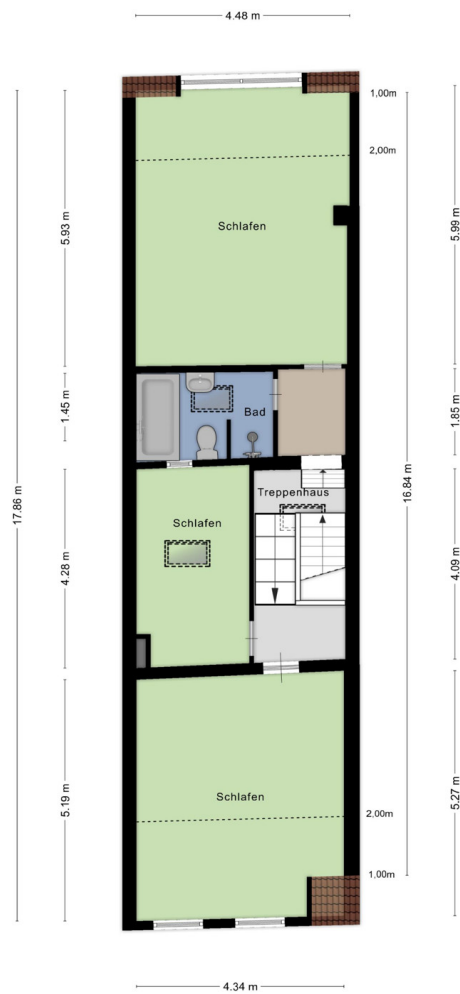 4.48 m
1,00m
2,00m
Schlafen
5.93 m
5.99 m
1.45 m
Bad
1.85 m
17.86 m
16.84 m
Treppenhaus
Schlafen
4.28 m
4.09 m
Schlafen
5.19 m
5.27 m
2,00m
1,00m
4.34 m